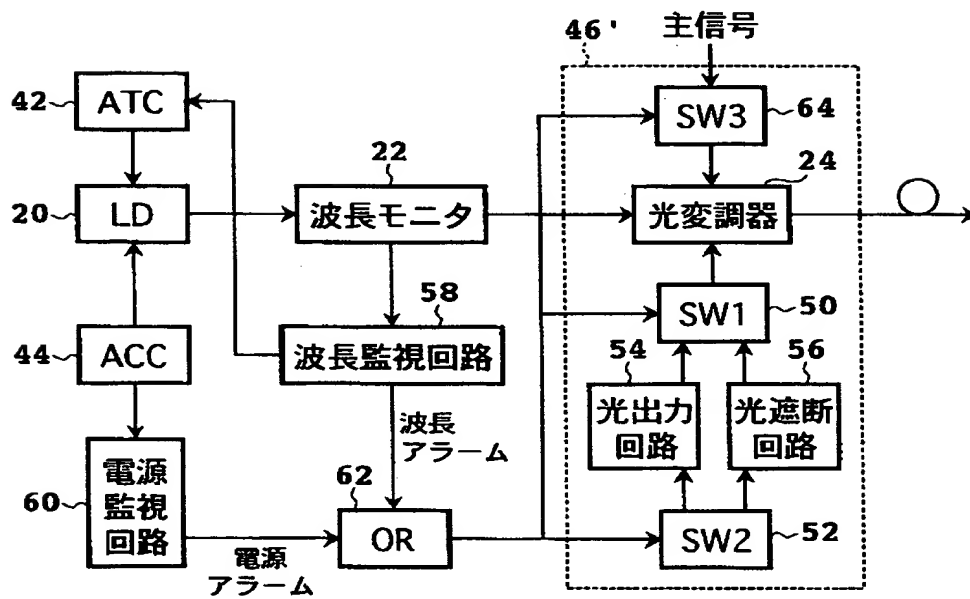 主信号
46'
42
ATC
SW3
64
22
24
20
LD
波長モニタ
光変調器
58
SW1
50
44
ACC
波長監視回路
54
56
光出力
回路
光遮断
回路
波長
アラーム
60
電源
監視
回路
62
OR
SW2
52
電源
アラーム